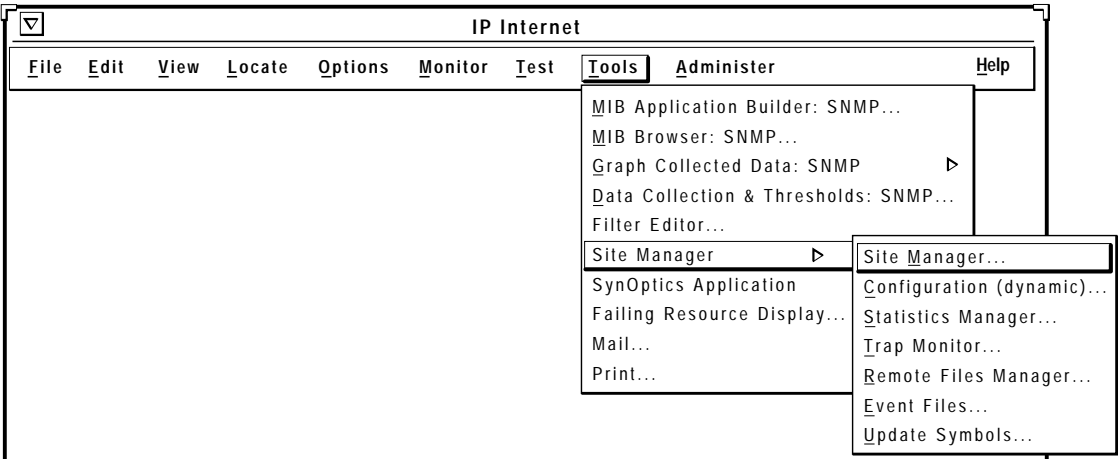 IP Internet
File Edit View Locate Options Monitor Test Tools Administer Help
MIB Application Builder: SNMP...
MIB Browser: SNMP...
Graph Collected Data: SNMP
Data Collection & Thresholds: SNMP...
Filter Editor...
Site Manager
SynOptics Application
Failing Resource Display...
Mail...
Print...
Site Manager...
Configuration (dynamic)...
Statistics Manager...
Trap Monitor...
Remote Files Manager...
Event Files...
Update Symbols...